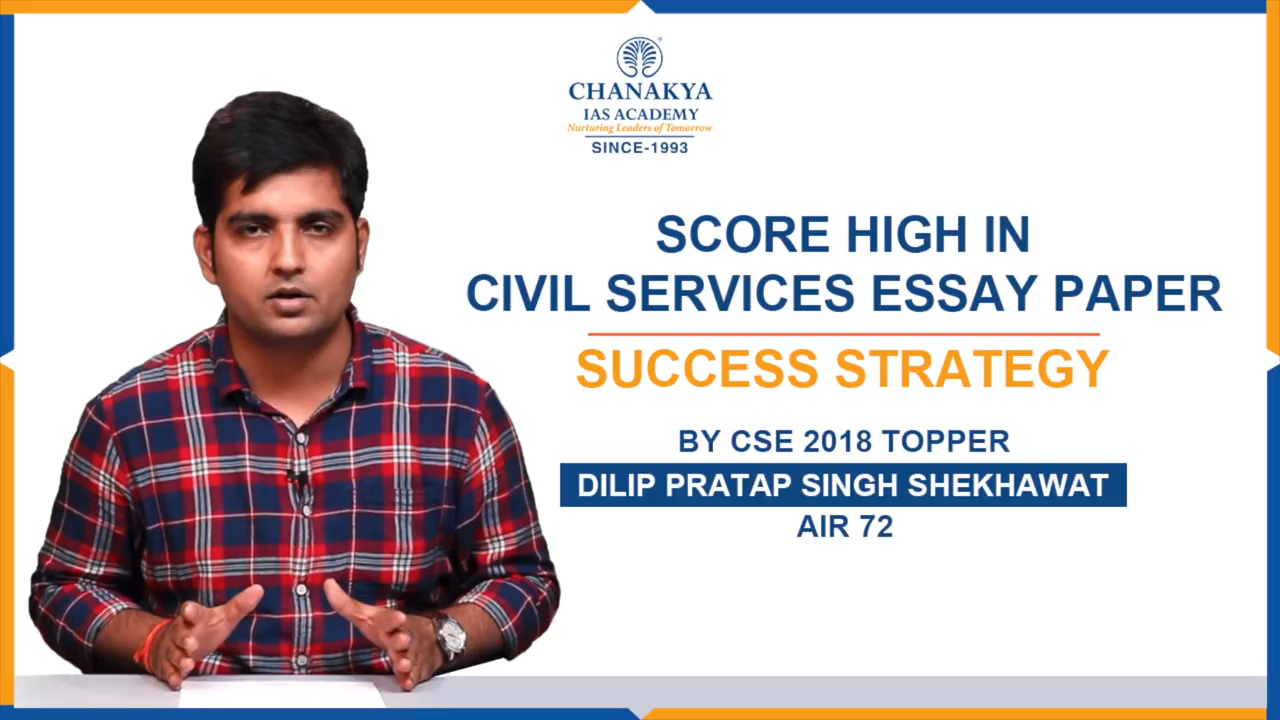 CHANAKYA
IAS ACADEMY
Nurturing Leaders of Tomorrow
SINCE-1993
SCORE HIGH IN
CIVIL SERVICES ESSAY PAPER
SUCCESS STRATEGY
BY CSE 2018 TOPPER
DILIP PRATAP SINGH SHEKHAWAT
AIR 72